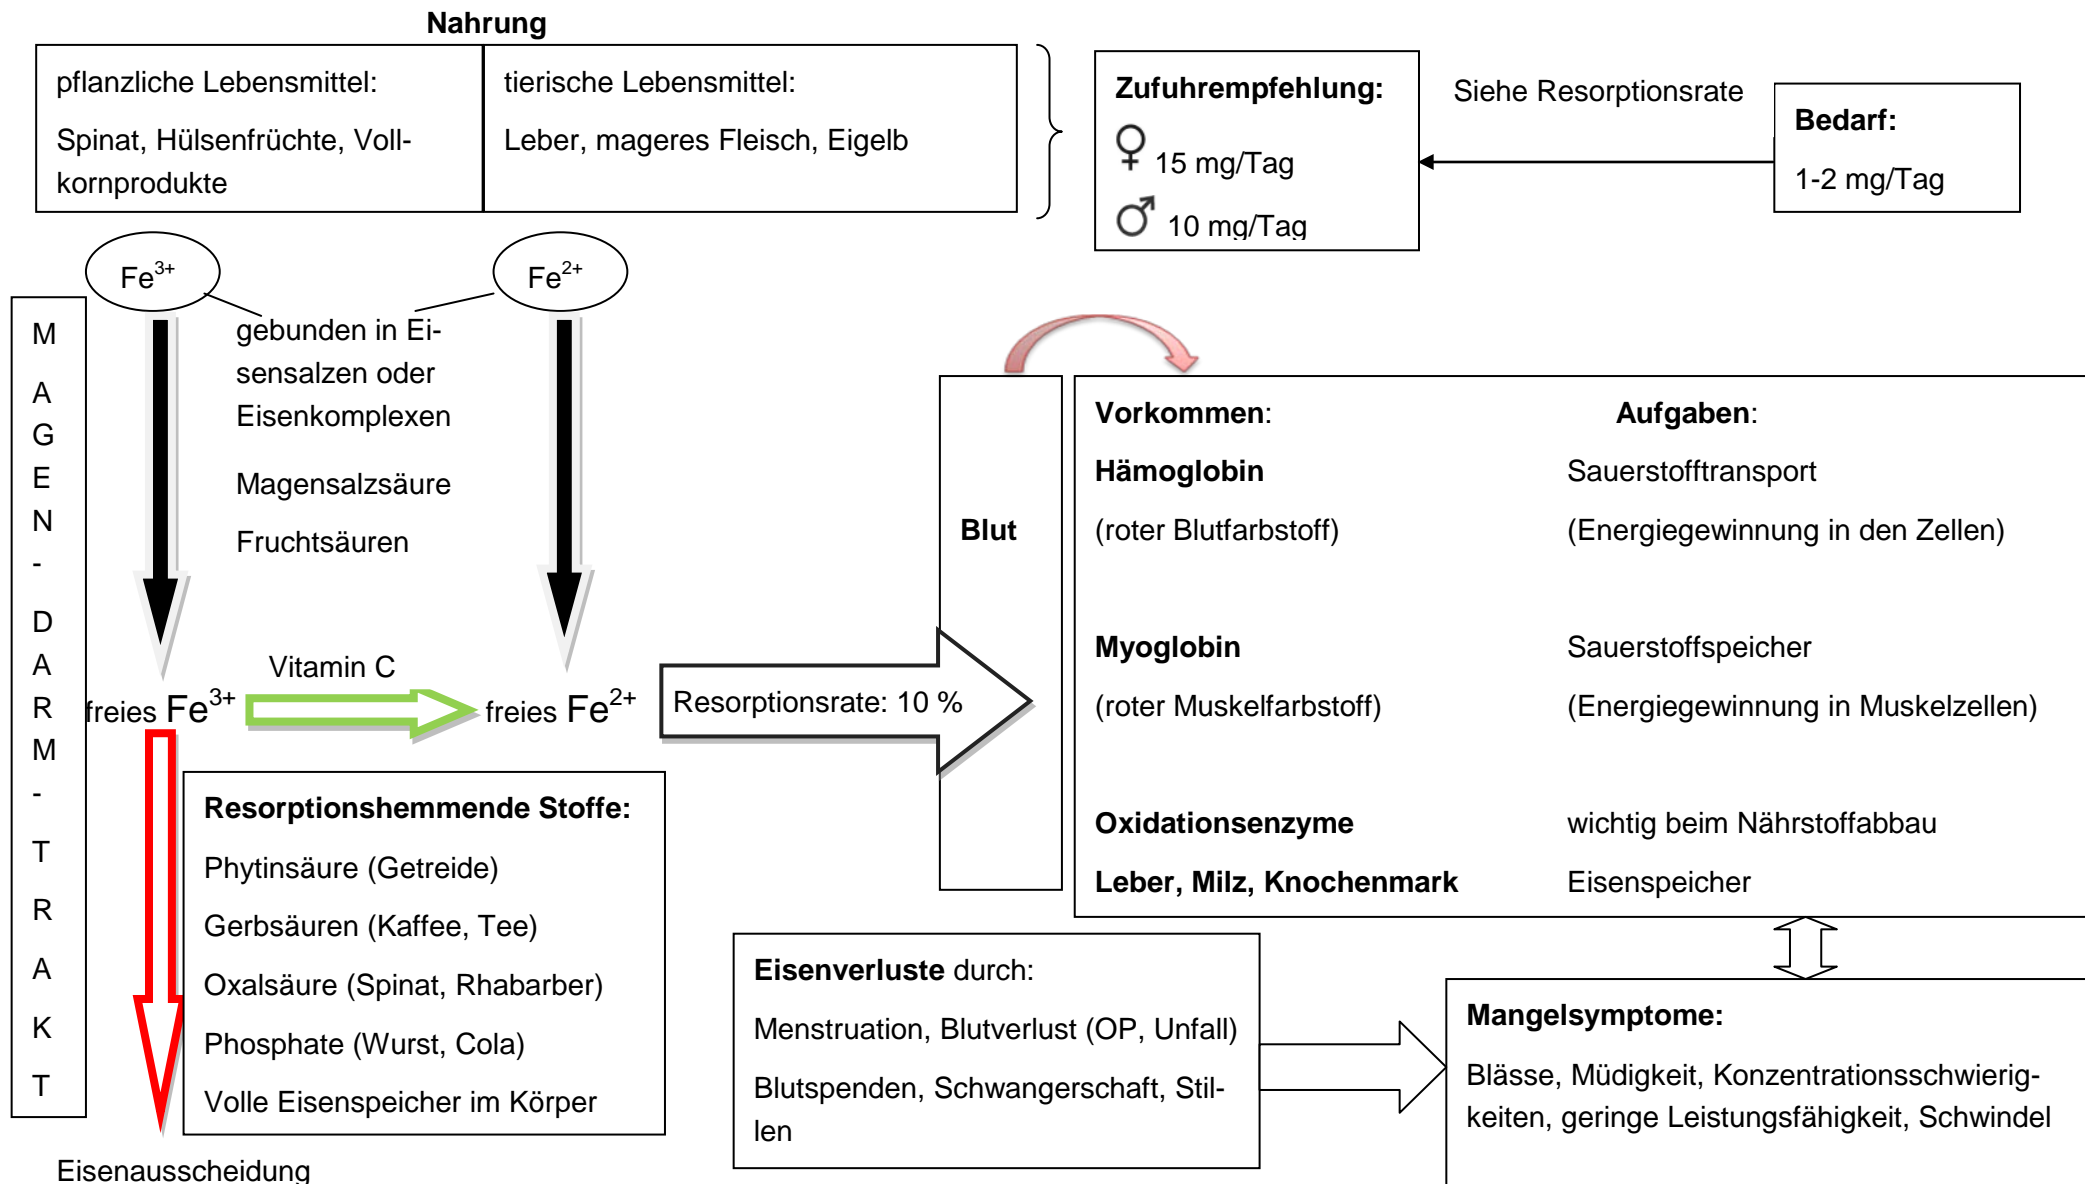 Nahrung
pflanzliche Lebensmittel:
Spinat, Hülsenfrüchte, Voll-
kornprodukte
tierische Lebensmittel:
Leber, mageres Fleisch, Eigelb
Zufuhrempfehlung:
♀ 15 mg/Tag
♂ 10 mg/Tag
Siehe Resorptionsrate
Bedarf:
1-2 mg/Tag
Fe³⁺
Fe²⁺
gebunden in Ei-
sensalzen oder
Eisenkomplexen
Magensalzsäure
Fruchtsäuren
M
A
G
E
N
-
D
A
R
M
-
T
R
A
K
T
Vitamin C
freies Fe³⁺
freies Fe²⁺
Resorptionsrate: 10 %
Blut
Vorkommen:
Aufgaben:
Hämoglobin
Sauerstofftransport
(roter Blutfarbstoff)
(Energiegewinnung in den Zellen)
Myoglobin
Sauerstoffspeicher
(roter Muskelfarbstoff)
(Energiegewinnung in Muskelzellen)
Oxidationsenzyme
wichtig beim Nährstoffabbau
Leber, Milz, Knochenmark
Eisenspeicher
Resorptionshemmende Stoffe:
Phytinsäure (Getreide)
Gerbsäuren (Kaffee, Tee)
Oxalsäure (Spinat, Rhabarber)
Phosphate (Wurst, Cola)
Volle Eisenspeicher im Körper
Eisenausscheidung
Eisenverluste durch:
Menstruation, Blutverlust (OP, Unfall)
Blutspenden, Schwangerschaft, Stil-
len
Mangelsymptome:
Blässe, Müdigkeit, Konzentrationsschwierig-
keiten, geringe Leistungsfähigkeit, Schwindel